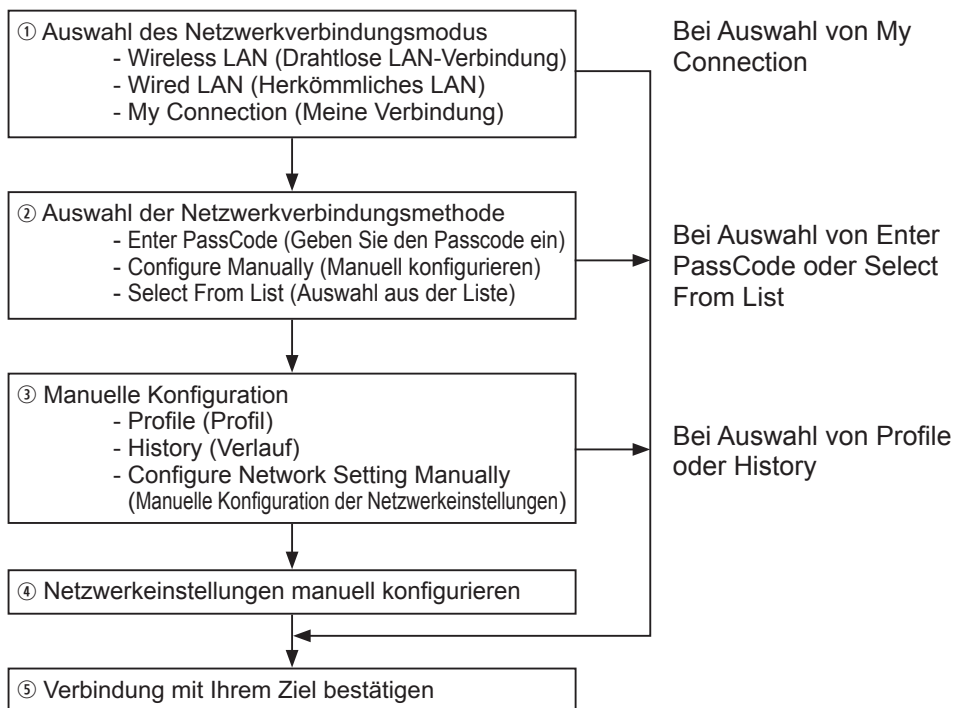 ① Auswahl des Netzwerkverbindungsmodus
- Wireless LAN (Drahtlose LAN-Verbindung)
- Wired LAN (Herkömmliches LAN)
- My Connection (Meine Verbindung)
Bei Auswahl von My
Connection
② Auswahl der Netzwerkverbindungsmethode
- Enter PassCode (Geben Sie den Passcode ein)
- Configure Manually (Manuell konfigurieren)
- Select From List (Auswahl aus der Liste)
Bei Auswahl von Enter
PassCode oder Select
From List
③ Manuelle Konfiguration
- Profile (Profil)
- History (Verlauf)
- Configure Network Setting Manually
(Manuelle Konfiguration der Netzwerkeinstellungen)
Bei Auswahl von Profile
oder History
④ Netzwerkeinstellungen manuell konfigurieren
⑤ Verbindung mit Ihrem Ziel bestätigen